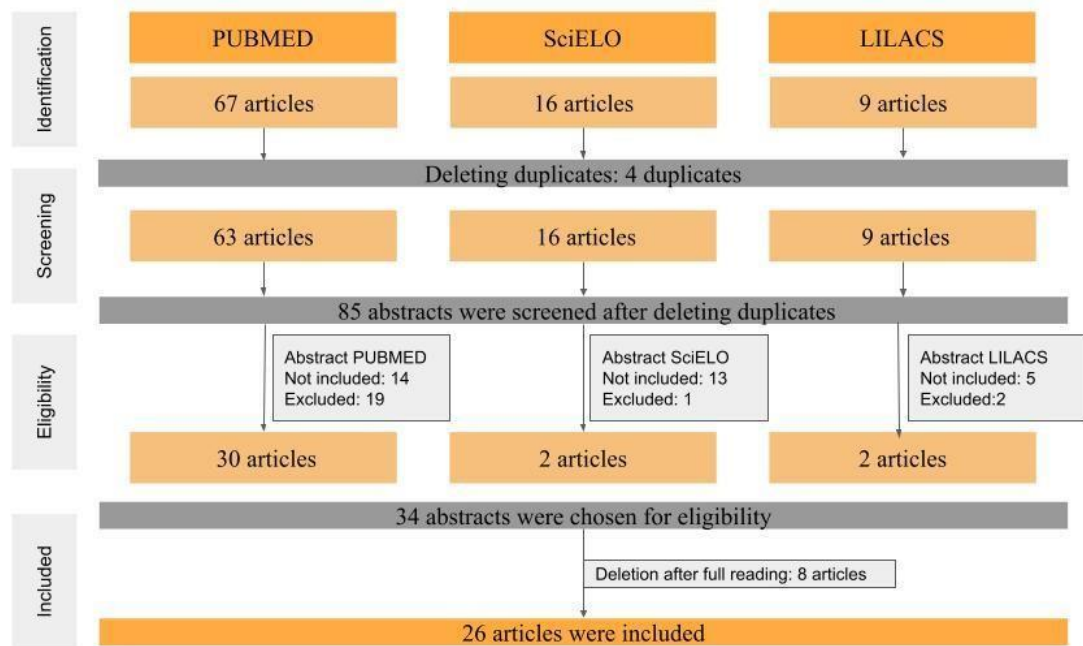 Identification
PUBMED
SciELO
LILACS
67 articles
16 articles
9 articles
Deleting duplicates: 4 duplicates
Screening
63 articles
16 articles
9 articles
85 abstracts were screened after deleting duplicates
Eligibility
Abstract PUBMED
Not included: 14
Excluded: 19
Abstract SciELO
Not included: 13
Excluded: 1
Abstract LILACS
Not included: 5
Excluded:2
30 articles
2 articles
2 articles
34 abstracts were chosen for eligibility
Included
Deletion after full reading: 8 articles
26 articles were included